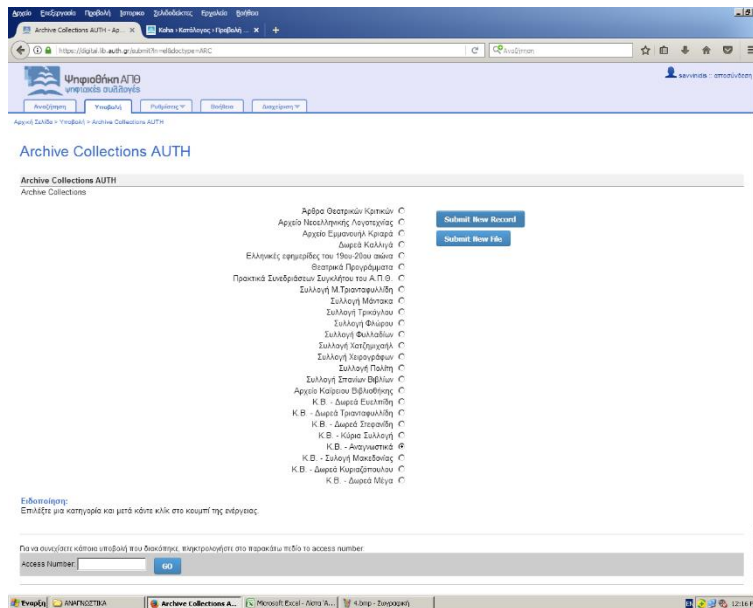 Αρχείο Επεξεργασία Προβολή Ιστορικό Σελιδοδείκτες Εργαλεία Βοήθεια
Archive Collections AUTH - Ap... × Koha › Κατάλογος › Προβολή ... × +
https://digital.lib.auth.gr/submit?ln=el&doctype=ARC Αναζήτηση
Ψηφιοθήκη ΑΠΘ
ψηφιακές συλλογές
savvinidis :: αποσύνδεση
Αναζήτηση Υποβολή Ρυθμίσεις Βοήθεια Διαχείριση
Αρχική Σελίδα > Υποβολή > Archive Collections AUTH
Archive Collections AUTH
Archive Collections AUTH
Archive Collections
Άρθρα Θεατρικών Κριτικών
Αρχείο Νεοελληνικής Λογοτεχνίας
Αρχείο Εμμανουήλ Κριαρά
Δωρεά Καλλιγά
Ελληνικές εφημερίδες του 19ου-20ου αιώνα
Θεατρικά Προγράμματα
Πρακτικά Συνεδριάσεων Συγκλήτου του Α.Π.Θ.
Συλλογή Μ.Τριανταφυλλίδη
Συλλογή Μάντακα
Συλλογή Τρικόγλου
Συλλογή Φλώρου
Συλλογή Φυλλαδίων
Συλλογή Χατζημιχαήλ
Συλλογή Χειρογράφων
Συλλογή Πολίτη
Συλλογή Σπανίων Βιβλίων
Αρχείο Καΐρειου Βιβλιοθήκης
Κ.Β. - Δωρεά Ευελπίδη
Κ.Β. - Δωρεά Τριανταφυλλίδη
Κ.Β. - Δωρεά Στεφανίδη
Κ.Β. - Κύρια Συλλογή
Κ.Β. - Αναγνωστικά
Κ.Β. - Συλογή Μακεδονίας
Κ.Β. - Δωρεά Κυριαζόπουλου
Κ.Β. - Δωρεά Μέγα
Submit New Record
Submit New File
Ειδοποίηση:
Επιλέξτε μια κατηγορία και μετά κάντε κλίκ στο κουμπί της ενέργειας.
Για να συνεχίσετε κάποια υποβολή που διακόπηκε, πληκτρολογήστε στο παρακάτω πεδίο το access number.
Access Number: GO
Έναρξη ΑΝΑΓΝΩΣΤΙΚΑ Archive Collections A... Microsoft Excel - Λίστα 'Α... 4.bmp - Ζωγραφική EN